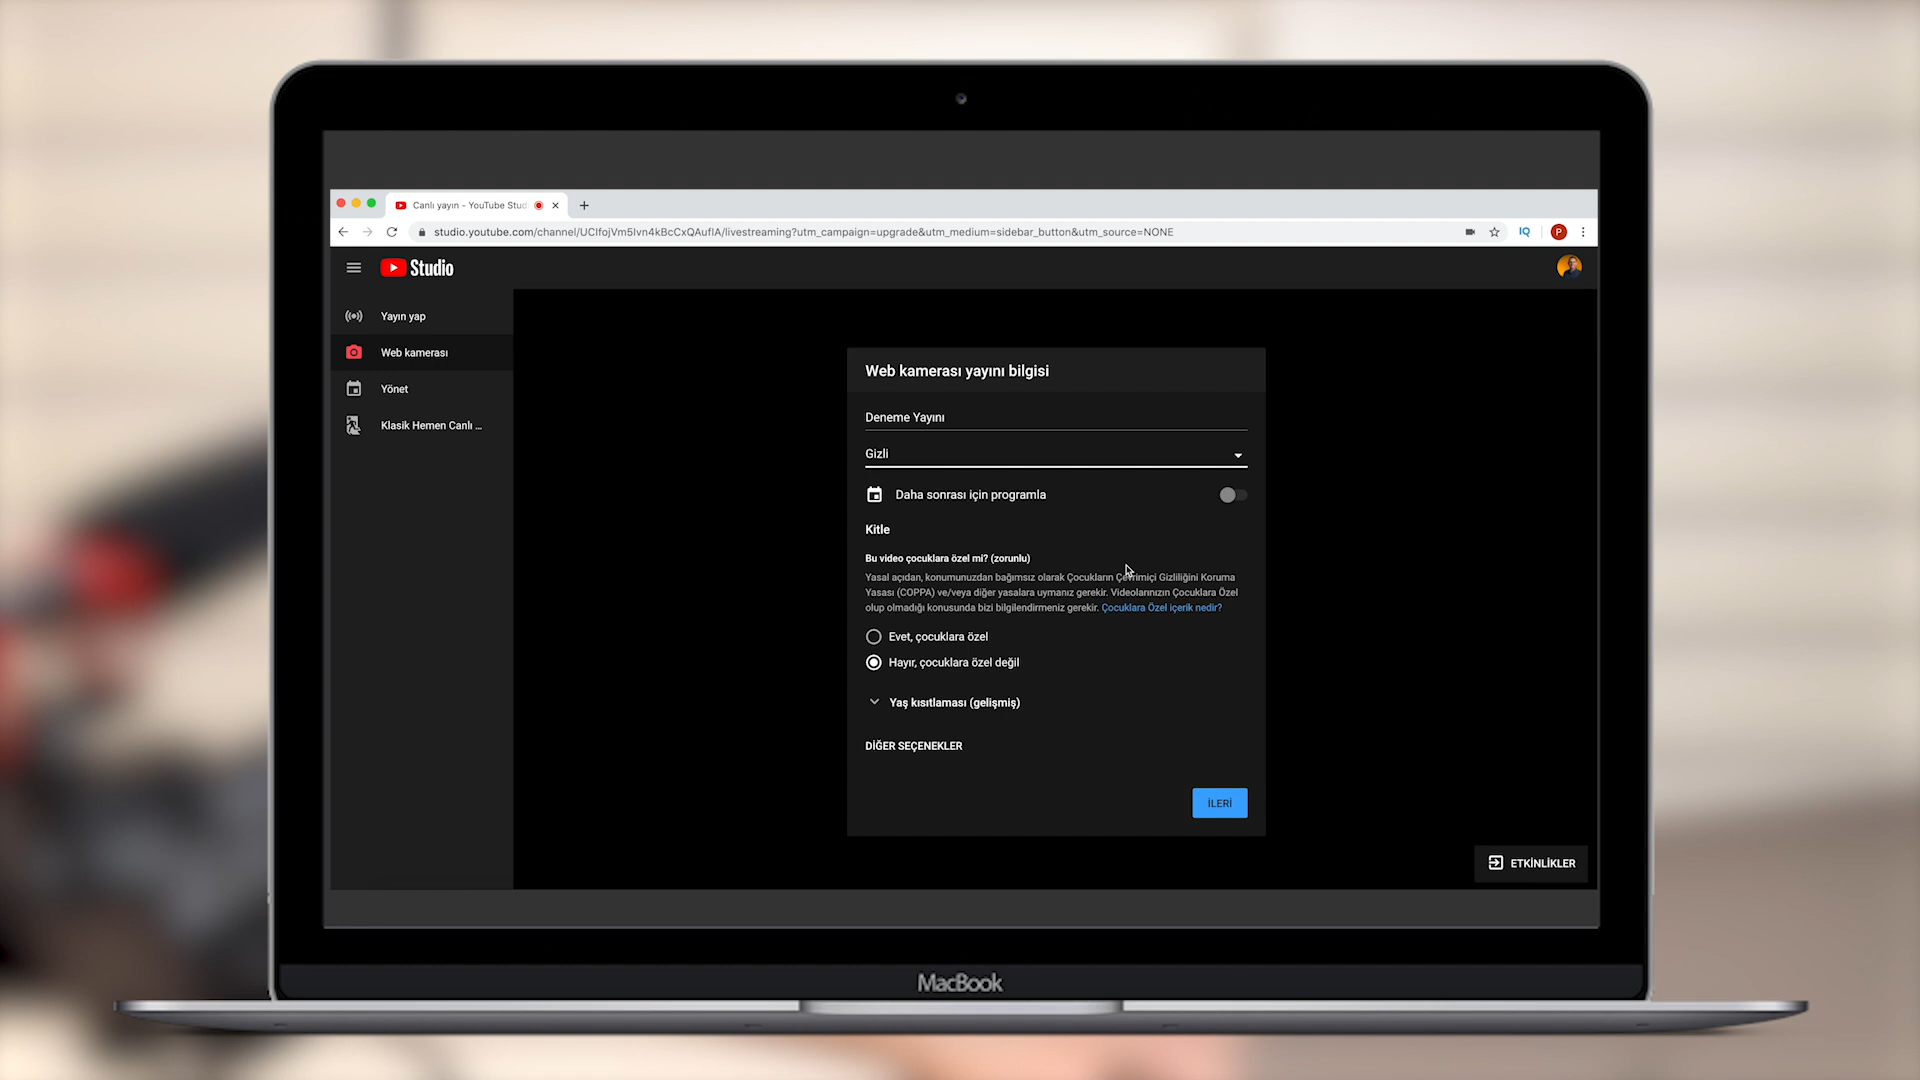 Canlı yayın - YouTube Stud
studio.youtube.com/channel/UClfojVm5Ivn4kBcCxQAufIA/livestreaming?utm_campaign=upgrade&utm_medium=sidebar_button&utm_source=NONE
IQ
P
Studio
Yayın yap
Web kamerası
Yönet
Klasik Hemen Canlı ...
Web kamerası yayını bilgisi
Deneme Yayını
Gizli
Daha sonrası için programla
Kitle
Bu video çocuklara özel mi? (zorunlu)
Yasal açıdan, konumunuzdan bağımsız olarak Çocukların Çevrimiçi Gizliliğini Koruma
Yasası (COPPA) ve/veya diğer yasalara uymanız gerekir. Videolarınızın Çocuklara Özel
olup olmadığı konusunda bizi bilgilendirmeniz gerekir. Çocuklara Özel içerik nedir?
Evet, çocuklara özel
Hayır, çocuklara özel değil
Yaş kısıtlaması (gelişmiş)
DİĞER SEÇENEKLER
İLERİ
ETKİNLİKLER
MacBook